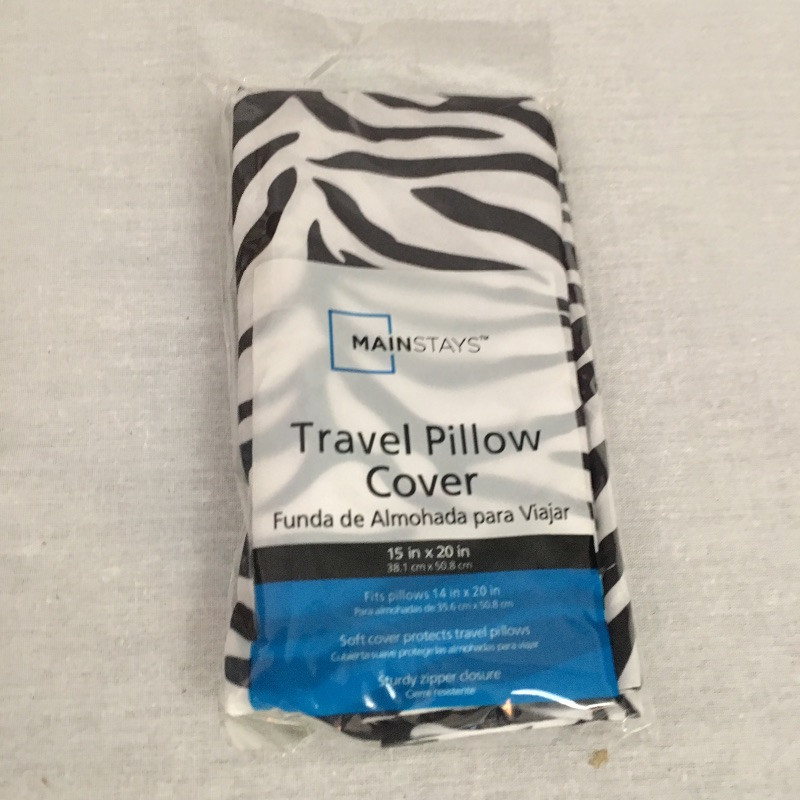 MAINSTAYS™
Travel Pillow
Cover
Funda de Almohada para Viajar
15 in x 20 in
38.1 cm x 50.8 cm
Fits pillows 14 in x 20 in
Para almohadas de 35.6 cm x 50.8 cm
Soft cover protects travel pillows
Cubierta suave protege las almohadas para viajar
Sturdy zipper closure
Cierre resistente